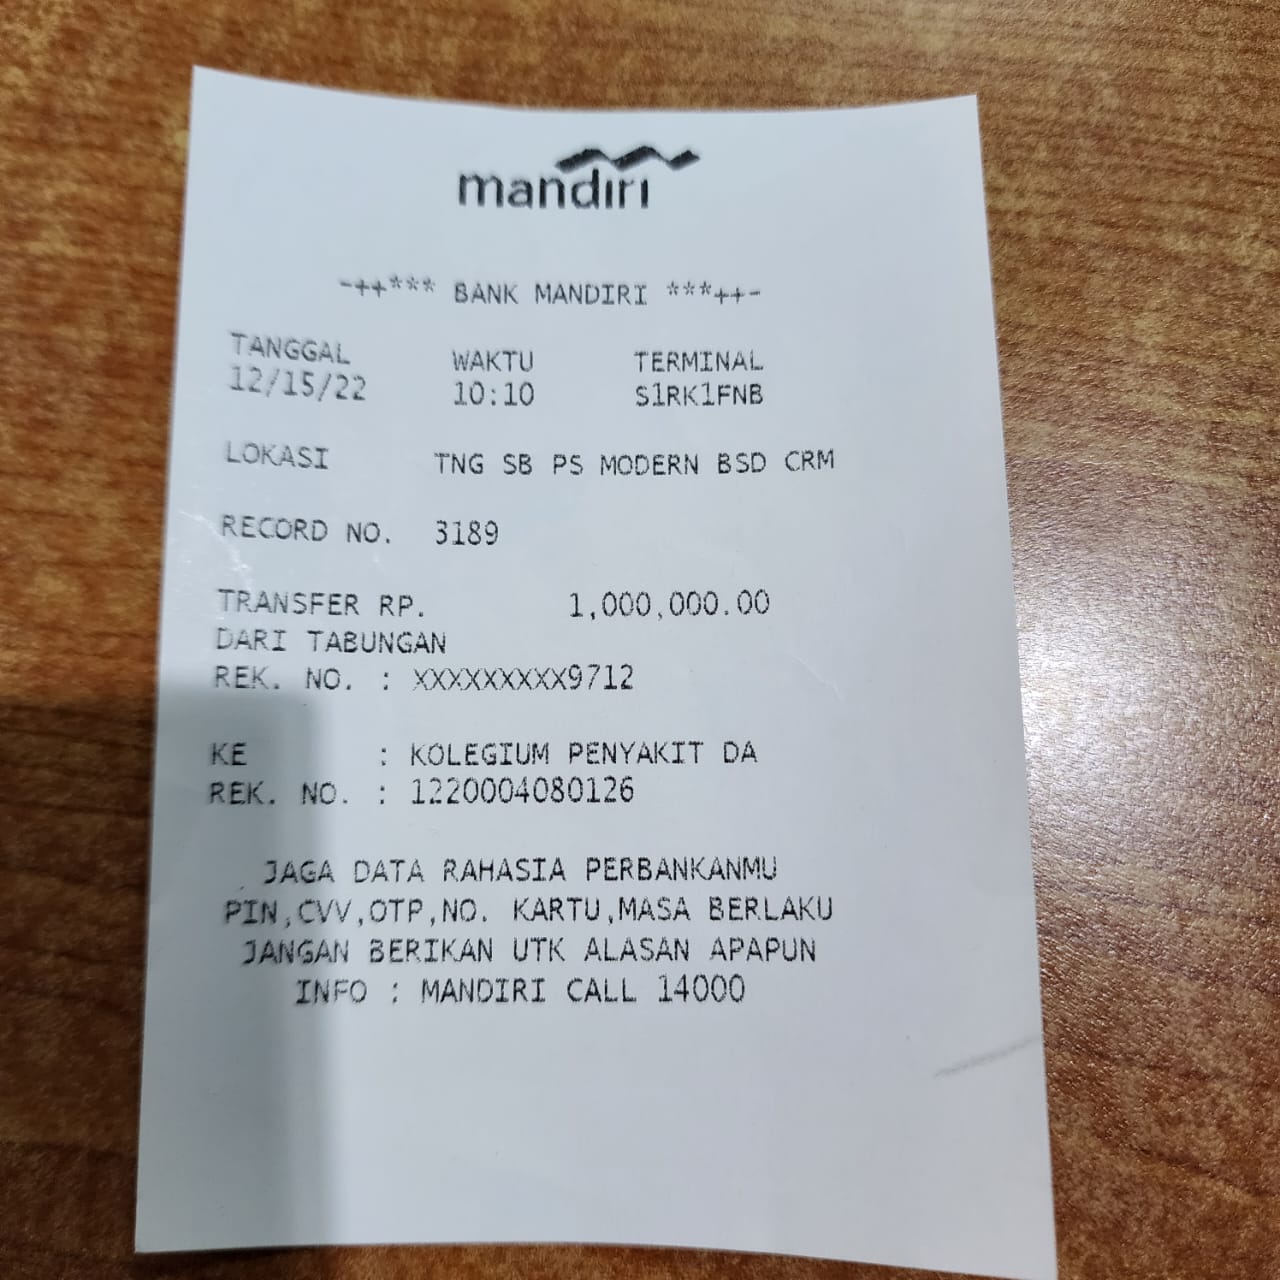 mandiri
-++*** BANK MANDIRI ***++-
TANGGAL WAKTU TERMINAL
12/15/22 10:10 S1RK1FNB
LOKASI TNG SB PS MODERN BSD CRM
RECORD NO. 3189
TRANSFER RP. 1,000,000.00
DARI TABUNGAN
REK. NO. : XXXXXXXXX9712
KE : KOLEGIUM PENYAKIT DA
REK. NO. : 1220004080126
JAGA DATA RAHASIA PERBANKANMU
PIN,CVV,OTP,NO. KARTU,MASA BERLAKU
JANGAN BERIKAN UTK ALASAN APAPUN
INFO : MANDIRI CALL 14000